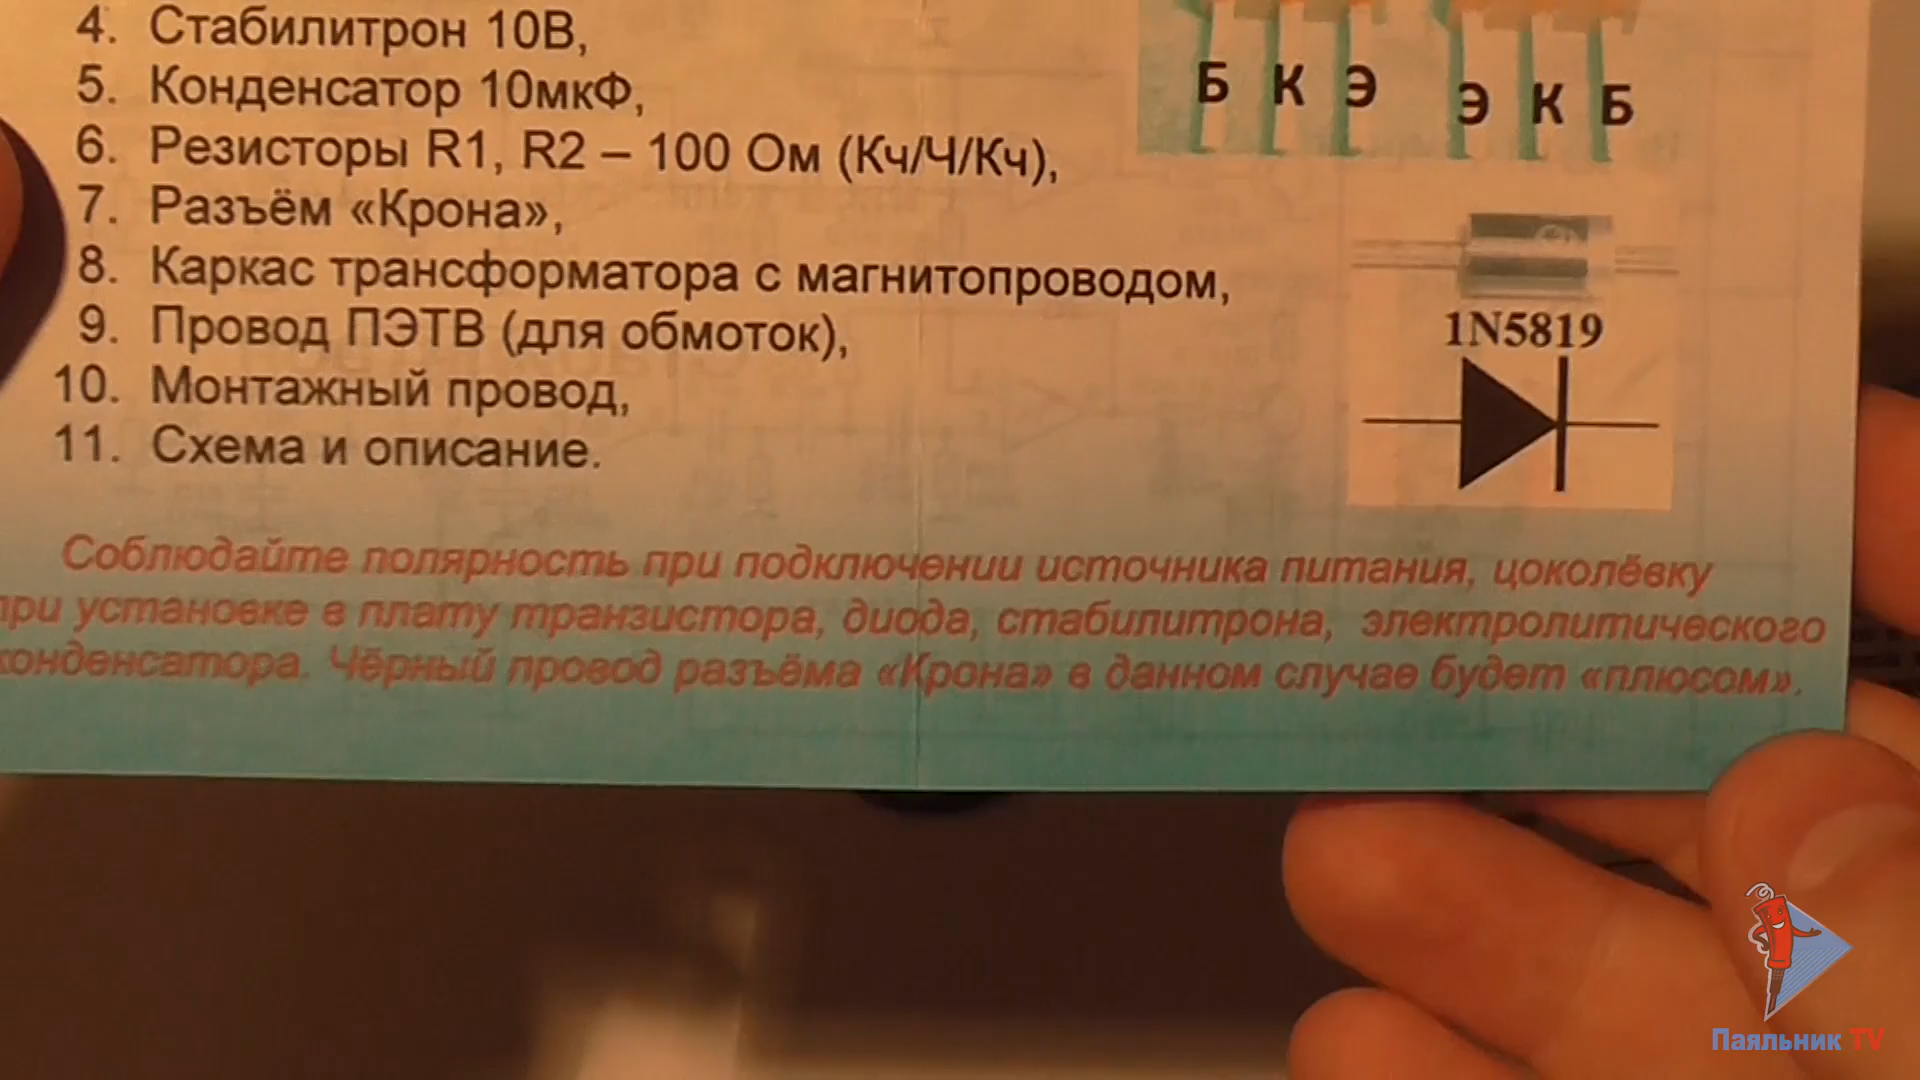 4. Стабилитрон 10В,
5. Конденсатор 10мкФ,
6. Резисторы R1, R2 – 100 Ом (Кч/Ч/Кч),
7. Разъём «Крона»,
8. Каркас трансформатора с магнитопроводом,
9. Провод ПЭТВ (для обмоток),
10. Монтажный провод,
11. Схема и описание.
Б К Э Э К Б
1N5819
Соблюдайте полярность при подключении источника питания, цоколёвку
при установке в плату транзистора, диода, стабилитрона, электролитического
конденсатора. Чёрный провод разъёма «Крона» в данном случае будет «плюсом».
Паяльник TV